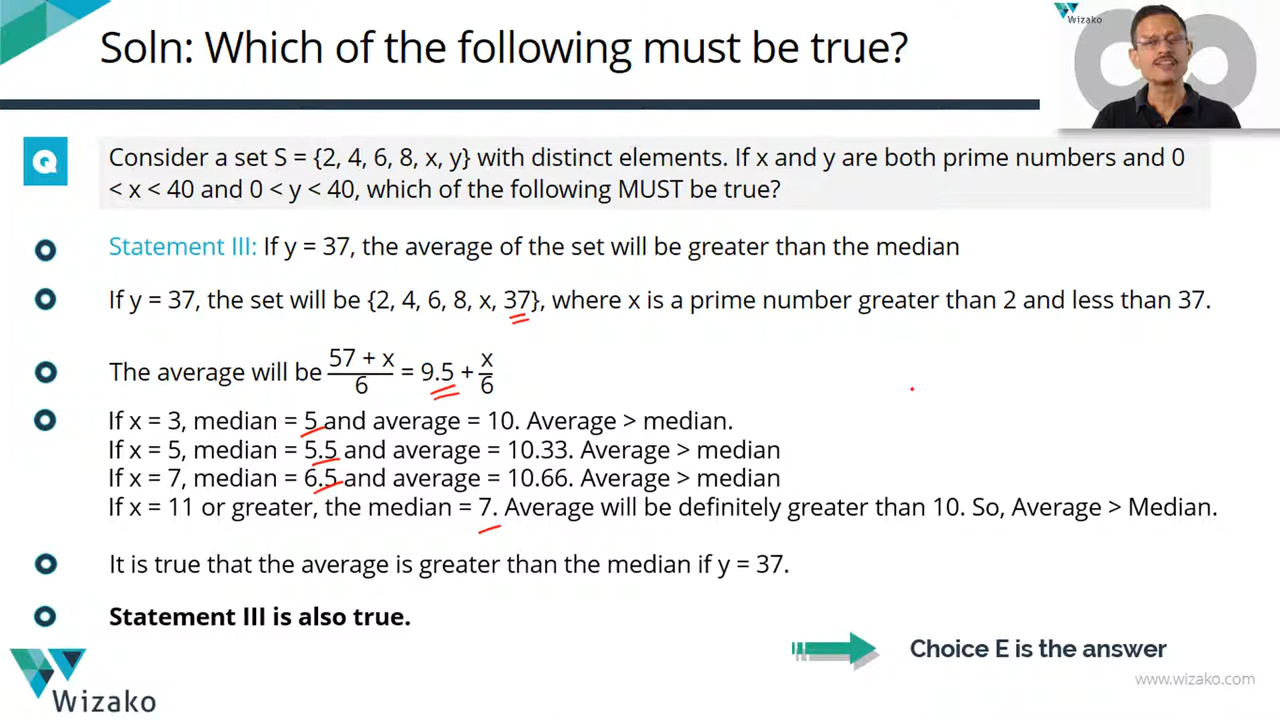 Soln: Which of the following must be true?
Wizako
Q
Consider a set S = {2, 4, 6, 8, x, y} with distinct elements. If x and y are both prime numbers and 0
< x < 40 and 0 < y < 40, which of the following MUST be true?
Statement III: If y = 37, the average of the set will be greater than the median
If y = 37, the set will be {2, 4, 6, 8, x, 37}, where x is a prime number greater than 2 and less than 37.
The average will be (57 + x)/6 = 9.5 + x/6
If x = 3, median = 5 and average = 10. Average > median.
If x = 5, median = 5.5 and average = 10.33. Average > median
If x = 7, median = 6.5 and average = 10.66. Average > median
If x = 11 or greater, the median = 7. Average will be definitely greater than 10. So, Average > Median.
It is true that the average is greater than the median if y = 37.
Statement III is also true.
Choice E is the answer
www.wizako.com
Wizako